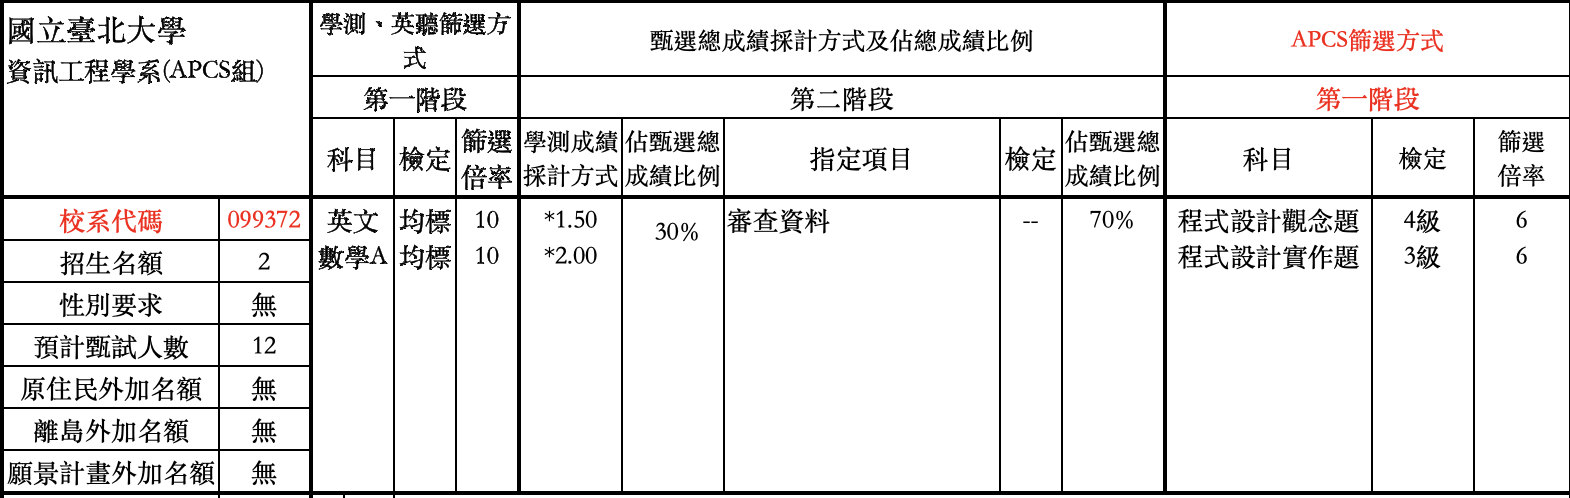 國立臺北大學
資訊工程學系(APCS組)
學測、英聽篩選方
式
甄選總成績採計方式及佔總成績比例
APCS篩選方式
第一階段
第二階段
第一階段
科目
檢定
篩選
倍率
學測成績
採計方式
佔甄選總
成績比例
指定項目
檢定
佔甄選總
成績比例
科目
檢定
篩選
倍率
校系代碼 099372
招生名額 2
性別要求 無
預計甄試人數 12
原住民外加名額 無
離島外加名額 無
願景計畫外加名額 無
英文 均標 10 *1.50
數學A 均標 10 *2.00
30%
審查資料 -- 70%
程式設計觀念題 4級 6
程式設計實作題 3級 6